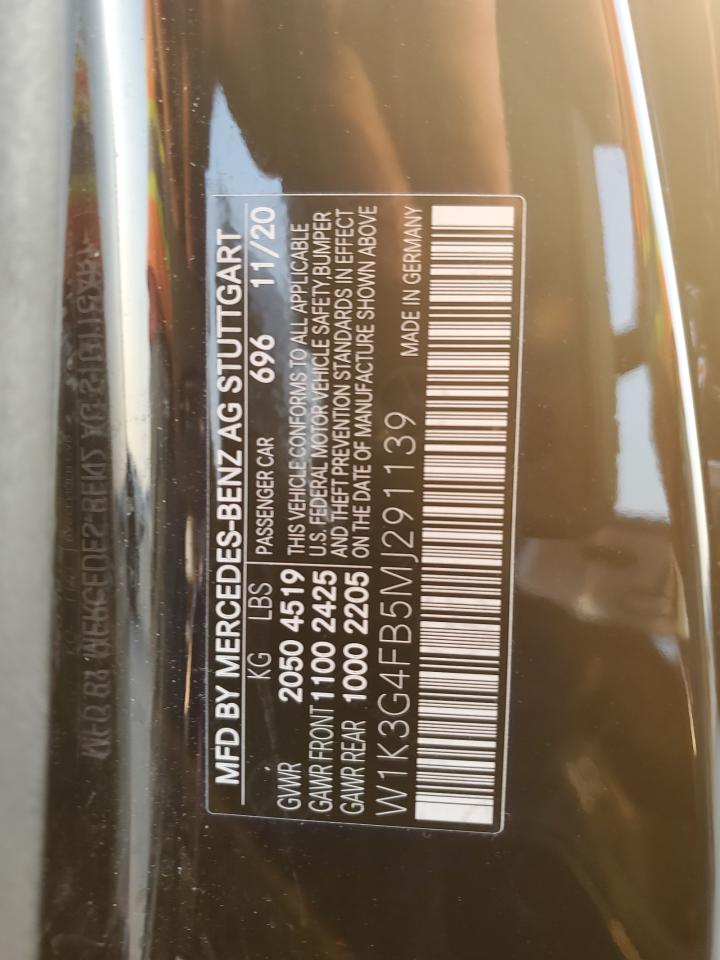 MFD BY MERCEDES-BENZ AG STUTTGART
KG LBS PASSENGER CAR 696 11/20
GVWR 2050 4519 THIS VEHICLE CONFORMS TO ALL APPLICABLE
GAWR FRONT 1100 2425 U.S. FEDERAL MOTOR VEHICLE SAFETY, BUMPER
GAWR REAR 1000 2205 AND THEFT PREVENTION STANDARDS IN EFFECT
ON THE DATE OF MANUFACTURE SHOWN ABOVE
W1K3G4FB5MJ291139 MADE IN GERMANY